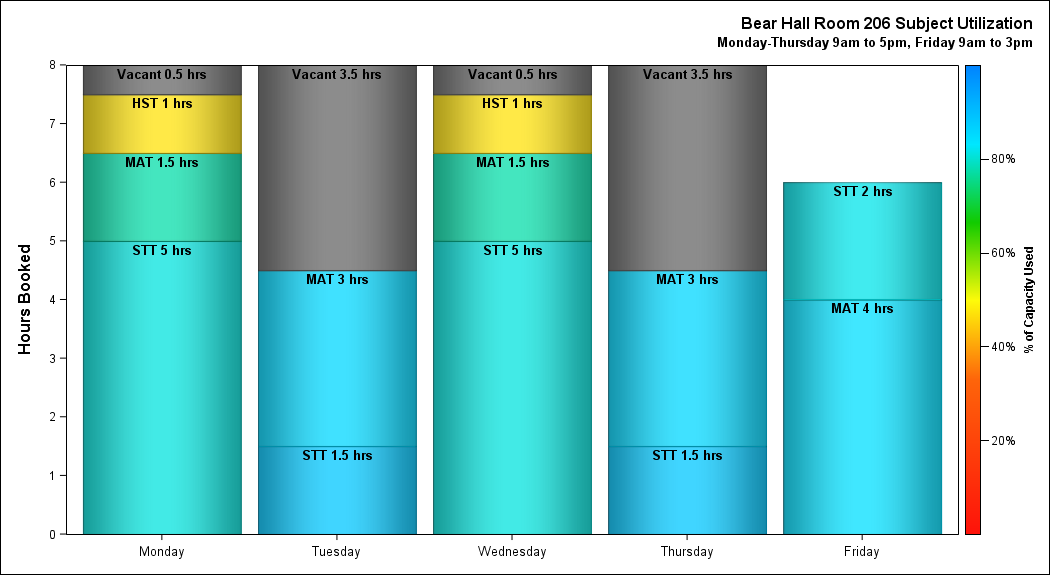 Bear Hall Room 206 Subject Utilization
Monday-Thursday 9am to 5pm, Friday 9am to 3pm
Hours Booked
8
7
6
5
4
3
2
1
0
Vacant 0.5 hrs
HST 1 hrs
MAT 1.5 hrs
STT 5 hrs
Vacant 3.5 hrs
MAT 3 hrs
STT 1.5 hrs
Vacant 0.5 hrs
HST 1 hrs
MAT 1.5 hrs
STT 5 hrs
Vacant 3.5 hrs
MAT 3 hrs
STT 1.5 hrs
STT 2 hrs
MAT 4 hrs
Monday
Tuesday
Wednesday
Thursday
Friday
80%
60%
40%
20%
% of Capacity Used